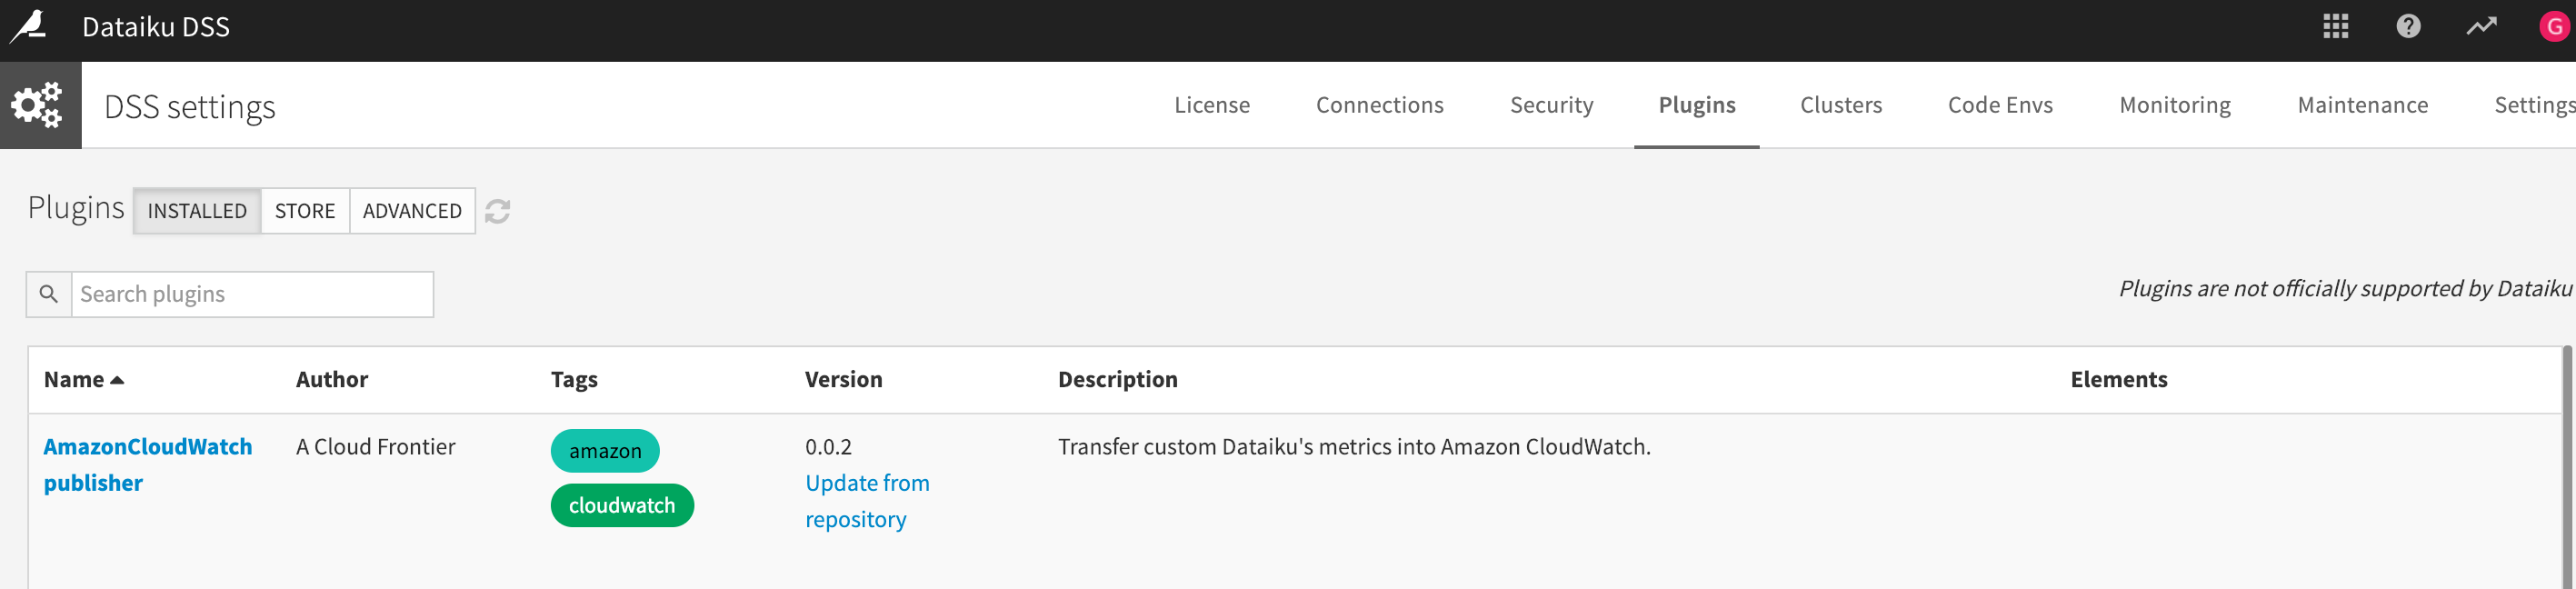 Dataiku DSS
G
DSS settings
License Connections Security Plugins Clusters Code Envs Monitoring Maintenance Settings
Plugins INSTALLED STORE ADVANCED
Search plugins
Plugins are not officially supported by Dataiku
Name Author Tags Version Description Elements
AmazonCloudWatch A Cloud Frontier amazon 0.0.2 Transfer custom Dataiku's metrics into Amazon CloudWatch.
publisher Update from
cloudwatch repository